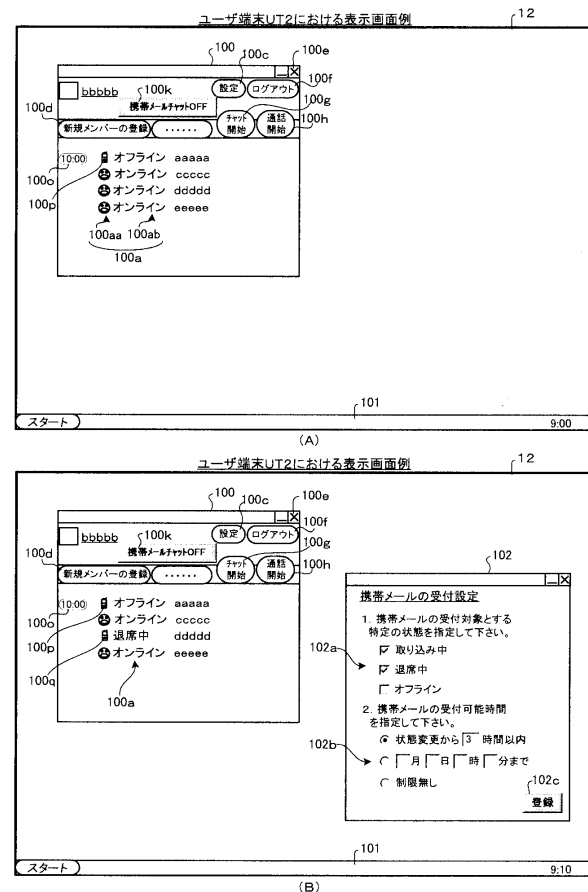 ユーザ端末UT2における表示画面例
12
100
100c
100e
bbbbb
100k
設定
ログアウト
100f
携帯メールチャットOFF
100g
100d
新規メンバーの登録
・・・・・・
チャット
開始
通話
開始
100h
100o
10:00
オフライン aaaaa
100p
オンライン ccccc
オンライン ddddd
オンライン eeeee
100aa
100ab
100a
101
スタート
9:00
(A)
ユーザ端末UT2における表示画面例
12
100
100c
100e
bbbbb
100k
設定
ログアウト
100f
携帯メールチャットOFF
100g
100d
新規メンバーの登録
・・・・・・
チャット
開始
通話
開始
100h
100o
10:00
オフライン aaaaa
100p
オンライン ccccc
退席中 ddddd
100q
オンライン eeeee
100a
102
携帯メールの受付設定
1. 携帯メールの受付対象とする
特定の状態を指定して下さい。
102a
取り込み中
退席中
オフライン
2. 携帯メールの受付可能時間
を指定して下さい。
102b
状態変更から 3 時間以内
月 日 時 分まで
制限無し
102c
登録
101
スタート
9:10
(B)